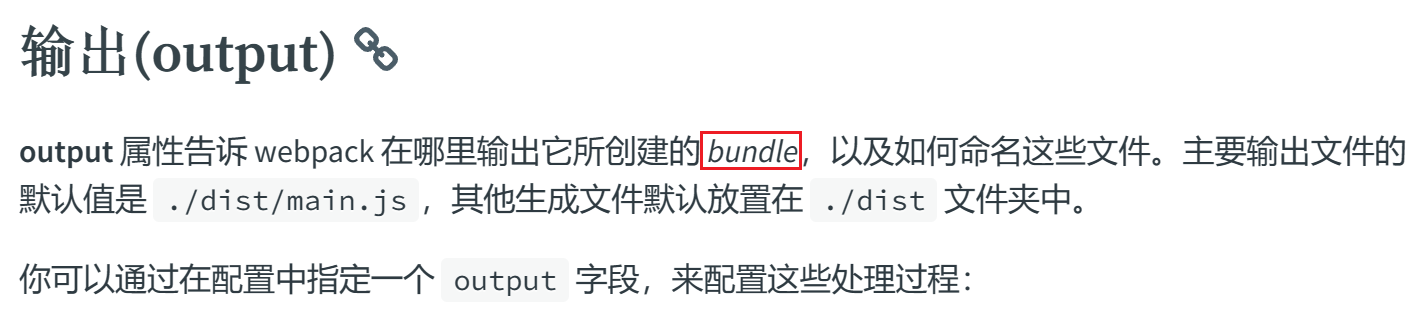 输出(output)
output 属性告诉 webpack 在哪里输出它所创建的 bundle，以及如何命名这些文件。主要输出文件的
默认值是 ./dist/main.js，其他生成文件默认放置在 ./dist 文件夹中。
你可以通过在配置中指定一个 output 字段，来配置这些处理过程：